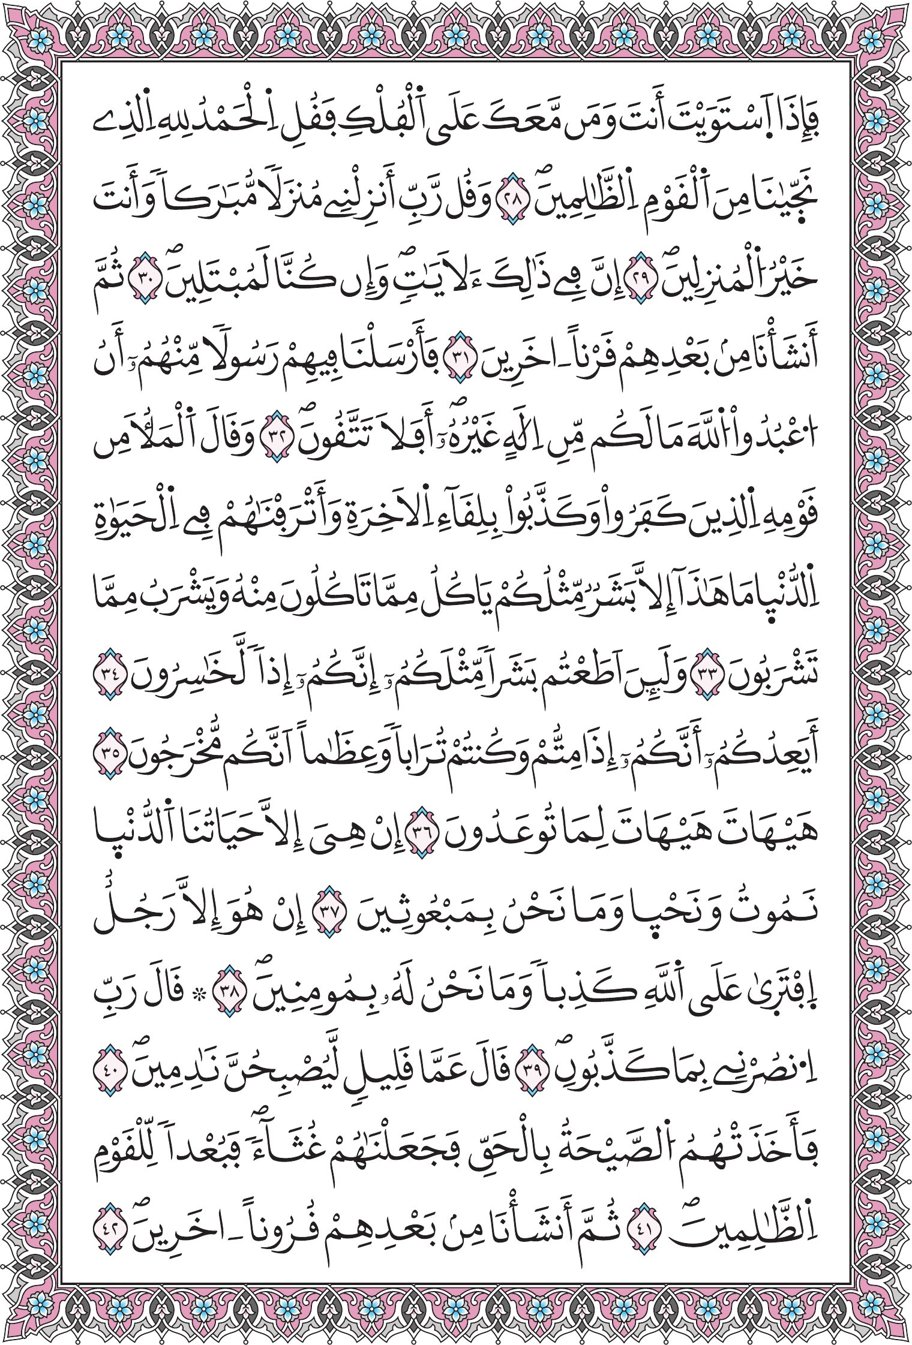 فَإِذَا اَ۪سْتَوَيْتَ أَنتَ وَمَن مَّعَكَ عَلَى اَ۬لْفُلْكِ فَقُلِ اِ۬لْحَمْدُ لِلهِ اِ۬لذِے
نَجّ۪يٰنَا مِنَ اَ۬لْقَوْمِ اِ۬لظَّٰلِمِينَۖ ٢٨ وَقُل رَّبِّ أَنزِلْنِے مُنزَلاٗ مُّبَٰرَكاٗ وَأَنتَ
خَيْرُ اُ۬لْمُنزِلِينَۖ ٢٩ إِنَّ فِے ذَٰلِكَ ءَلَايَٰتٖۖ وَإِن كُنَّا لَمُبْتَلِينَۖ ٣٠ ثُمَّ
أَنشَأْنَا مِنۢ بَعْدِهِمْ قَرْناً ـ اخَرِينَ ٣١ فَأَرْسَلْنَا فِيهِمْ رَسُولاٗ مِّنْهُمُۥٓ أَنُ
اُ۟عْبُدُواْ اُ۬للَّهَ مَا لَكُم مِّنِ اِلَٰهٍ غَيْرُهُۥٓۖ أَفَلَا تَتَّقُونَۖ ٣٢ وَقَالَ اَ۬لْمَلَأُ مِن
قَوْمِهِ اِ۬لذِينَ كَفَرُواْ وَكَذَّبُواْ بِلِقَآءِ اِ۬لَاخِرَةِ وَأَتْرَفْنَٰهُمْ فِے اِ۬لْحَيَوٰةِ
اِ۬لدُّنْي۪ا مَا هَٰذَآ إِلَّا بَشَرٞ مِّثْلُكُمْ يَاكُلُ مِمَّا تَاكُلُونَ مِنْهُ وَيَشْرَبُ مِمَّا
تَشْرَبُونَ ٣٣ وَلَئِنَ اَطَعْتُم بَشَراٗ مِّثْلَكُمُۥٓ إِنَّكُمُۥٓ إِذاٗ لَّخَٰسِرُونَ ٣٤
أَيَعِدُكُمُۥٓ أَنَّكُمُۥٓ إِذَا مِتُّمْ وَكُنتُمْ تُرَاباٗ وَعِظَٰماً اَنَّكُم مُّخْرَجُونَ ٣٥
هَيْهَاتَ هَيْهَاتَ لِمَا تُوعَدُونَ ٣٦ إِنْ هِىَ إِلَّا حَيَاتُنَا اَ۬لدُّنْي۪ا
نَمُوتُ وَنَحْي۪ا وَمَا نَحْنُ بِمَبْعُوثِينَ ٣٧ إِنْ هُوَ إِلَّا رَجُلٌ
اِ۪فْتَر۪ىٰ عَلَى اَ۬للَّهِ كَذِباٗ وَمَا نَحْنُ لَهُۥ بِمُومِنِينَۖ ٣٨ ۞ قَالَ رَبِّ
اِ۟نصُرْنِے بِمَا كَذَّبُونِۖ ٣٩ قَالَ عَمَّا قَلِيلٖ لَّيُصْبِحُنَّ نَٰدِمِينَۖ ٤٠
فَأَخَذَتْهُمُ اُ۬لصَّيْحَةُ بِالْحَقِّ فَجَعَلْنَٰهُمْ غُثَآءٗۖ فَبُعْداٗ لِّلْقَوْمِ
اِ۬لظَّٰلِمِينَۖ ٤١ ثُمَّ أَنشَأْنَا مِنۢ بَعْدِهِمْ قُرُوناً ـ اخَرِينَۖ ٤٢